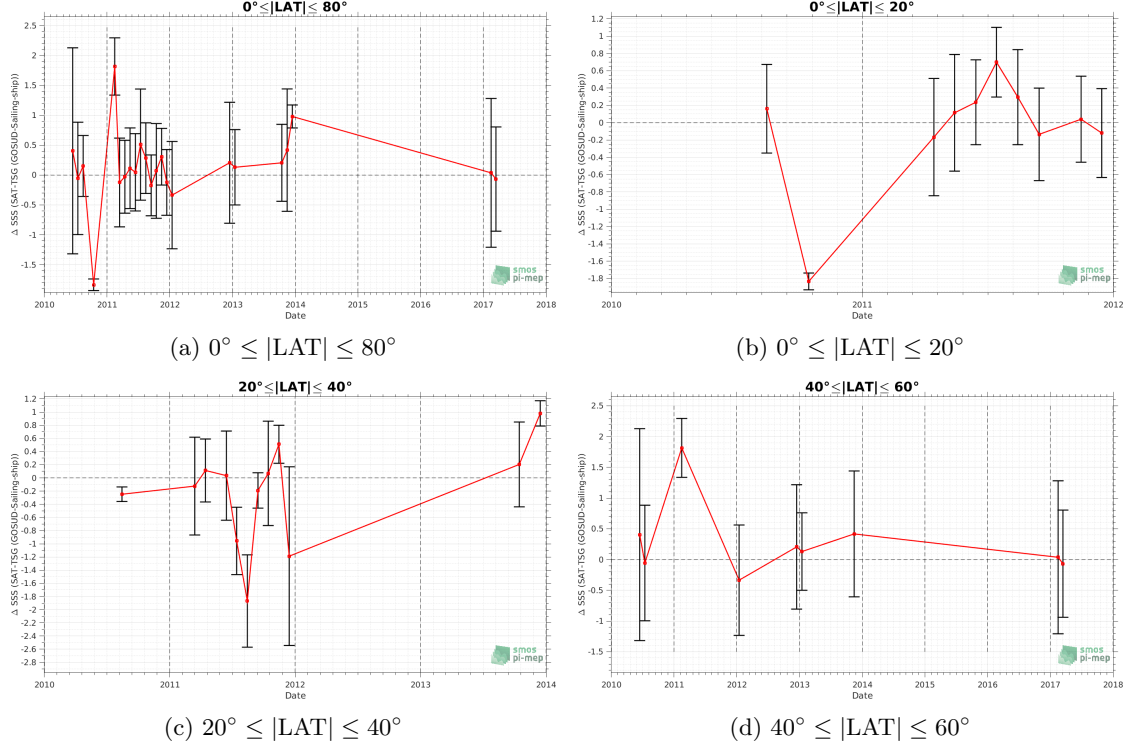 0°≤|LAT|≤ 80°
Δ SSS (SAT-TSG (GOSUD-Sailing-ship))
2.5
2
1.5
1
0.5
0
-0.5
-1
-1.5
2010 2011 2012 2013 2014 2015 2016 2017 2018
Date
smos
pi-mep
(a) 0° ≤ |LAT| ≤ 80°
0°≤|LAT|≤ 20°
Δ SSS (SAT-TSG (GOSUD-Sailing-ship))
1.2
1
0.8
0.6
0.4
0.2
0
-0.2
-0.4
-0.6
-0.8
-1
-1.2
-1.4
-1.6
-1.8
2010 2011 2012
Date
smos
pi-mep
(b) 0° ≤ |LAT| ≤ 20°
20°≤|LAT|≤ 40°
Δ SSS (SAT-TSG (GOSUD-Sailing-ship))
1.2
1
0.8
0.6
0.4
0.2
0
-0.2
-0.4
-0.6
-0.8
-1
-1.2
-1.4
-1.6
-1.8
-2
-2.2
-2.4
-2.6
-2.8
2010 2011 2012 2013 2014
Date
smos
pi-mep
(c) 20° ≤ |LAT| ≤ 40°
40°≤|LAT|≤ 60°
Δ SSS (SAT-TSG (GOSUD-Sailing-ship))
2.5
2
1.5
1
0.5
0
-0.5
-1
-1.5
2010 2011 2012 2013 2014 2015 2016 2017 2018
Date
smos
pi-mep
(d) 40° ≤ |LAT| ≤ 60°